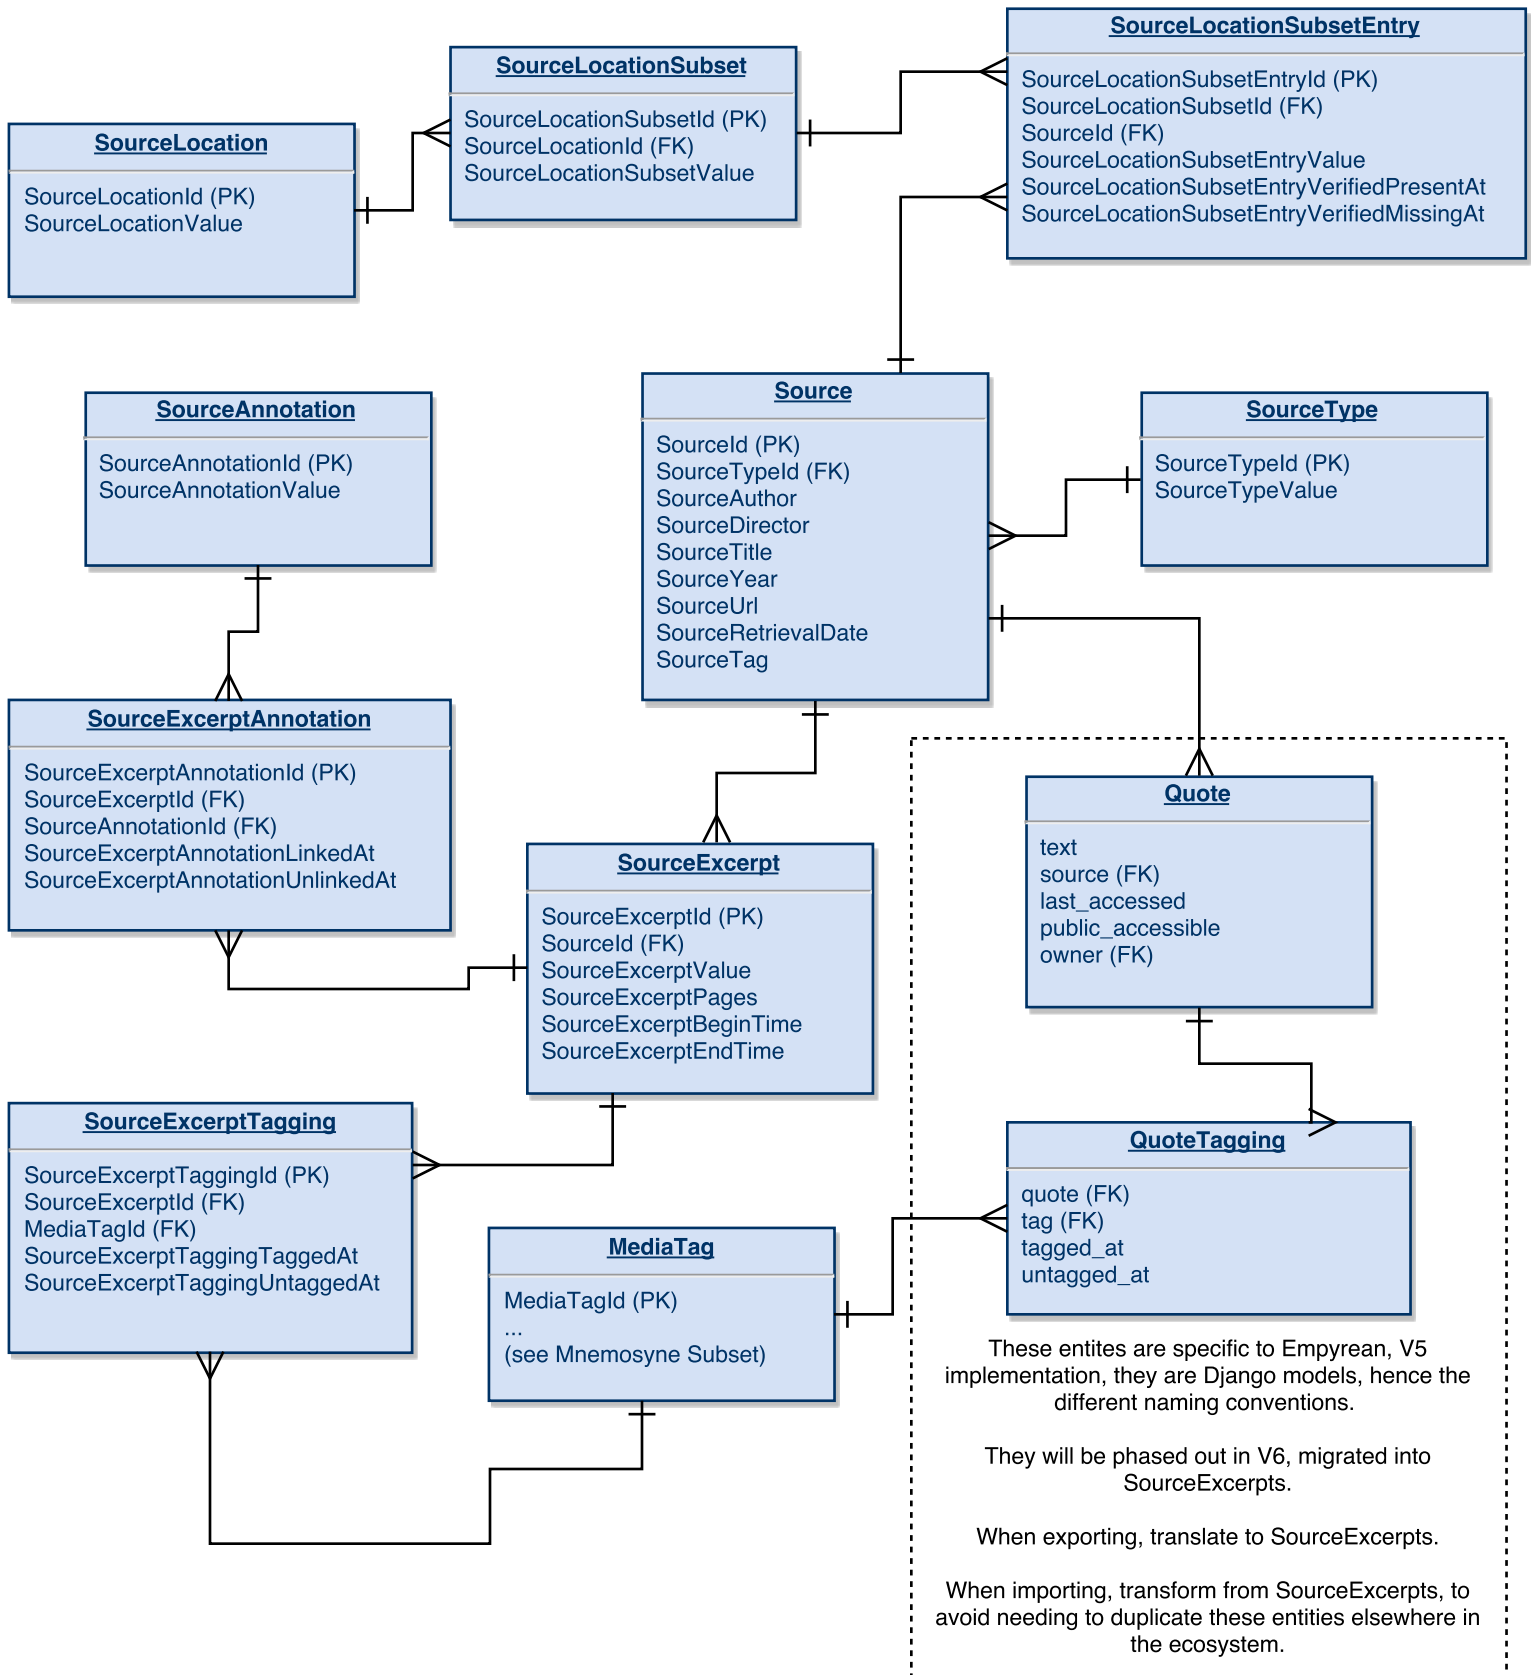 SourceLocationSubsetEntry
SourceLocationSubsetEntryId (PK)
SourceLocationSubsetId (FK)
SourceId (FK)
SourceLocationSubsetEntryValue
SourceLocationSubsetEntryVerifiedPresentAt
SourceLocationSubsetEntryVerifiedMissingAt
SourceLocationSubset
SourceLocationSubsetId (PK)
SourceLocationId (FK)
SourceLocationSubsetValue
SourceLocation
SourceLocationId (PK)
SourceLocationValue
Source
SourceId (PK)
SourceTypeId (FK)
SourceAuthor
SourceDirector
SourceTitle
SourceYear
SourceUrl
SourceRetrievalDate
SourceTag
SourceType
SourceTypeId (PK)
SourceTypeValue
SourceAnnotation
SourceAnnotationId (PK)
SourceAnnotationValue
SourceExcerptAnnotation
SourceExcerptAnnotationId (PK)
SourceExcerptId (FK)
SourceAnnotationId (FK)
SourceExcerptAnnotationLinkedAt
SourceExcerptAnnotationUnlinkedAt
SourceExcerpt
SourceExcerptId (PK)
SourceId (FK)
SourceExcerptValue
SourceExcerptPages
SourceExcerptBeginTime
SourceExcerptEndTime
Quote
text
source (FK)
last_accessed
public_accessible
owner (FK)
SourceExcerptTagging
SourceExcerptTaggingId (PK)
SourceExcerptId (FK)
MediaTagId (FK)
SourceExcerptTaggingTaggedAt
SourceExcerptTaggingUntaggedAt
MediaTag
MediaTagId (PK)
...
(see Mnemosyne Subset)
QuoteTagging
quote (FK)
tag (FK)
tagged_at
untagged_at
These entites are specific to Empyrean, V5
implementation, they are Django models, hence the
different naming conventions.
They will be phased out in V6, migrated into
SourceExcerpts.
When exporting, translate to SourceExcerpts.
When importing, transform from SourceExcerpts, to
avoid needing to duplicate these entities elsewhere in
the ecosystem.